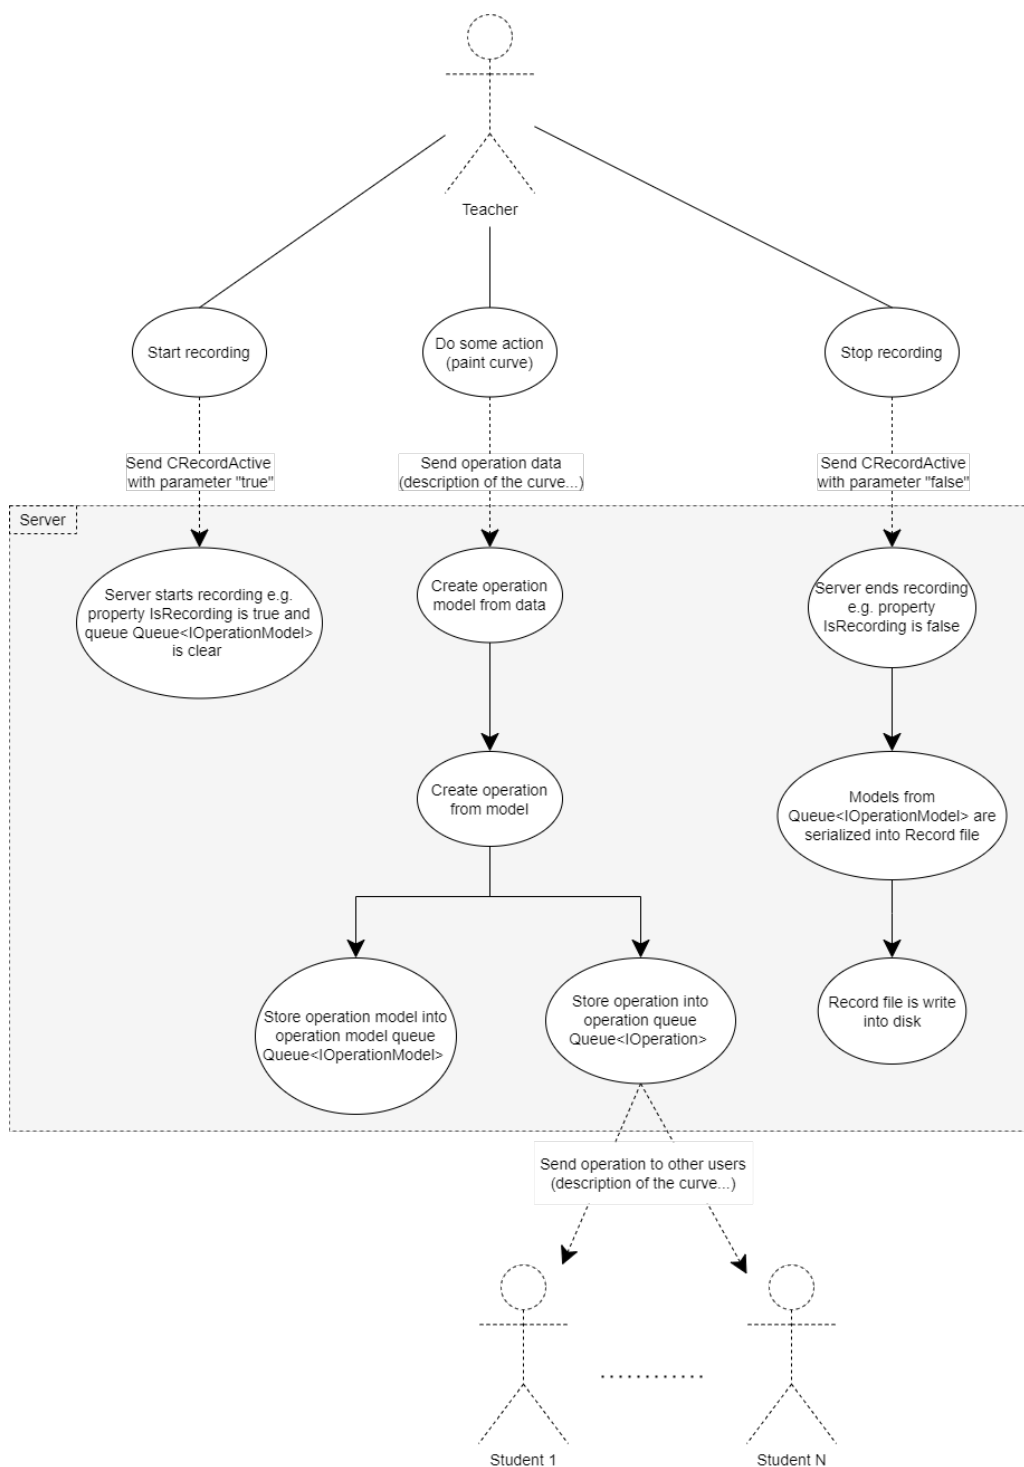 Teacher
Start recording
Do some action
(paint curve)
Stop recording
Send CRecordActive
with parameter "true"
Send operation data
(description of the curve...)
Send CRecordActive
with parameter "false"
Server
Server starts recording e.g.
property IsRecording is true and
queue Queue<IOperationModel>
is clear
Create operation
model from data
Server ends recording
e.g. property
IsRecording is false
Create operation
from model
Models from
Queue<IOperationModel> are
serialized into Record file
Store operation model into
operation model queue
Queue<IOperationModel>
Store operation into
operation queue
Queue<IOperation>
Record file is write
into disk
Send operation to other users
(description of the curve...)
Student 1
Student N